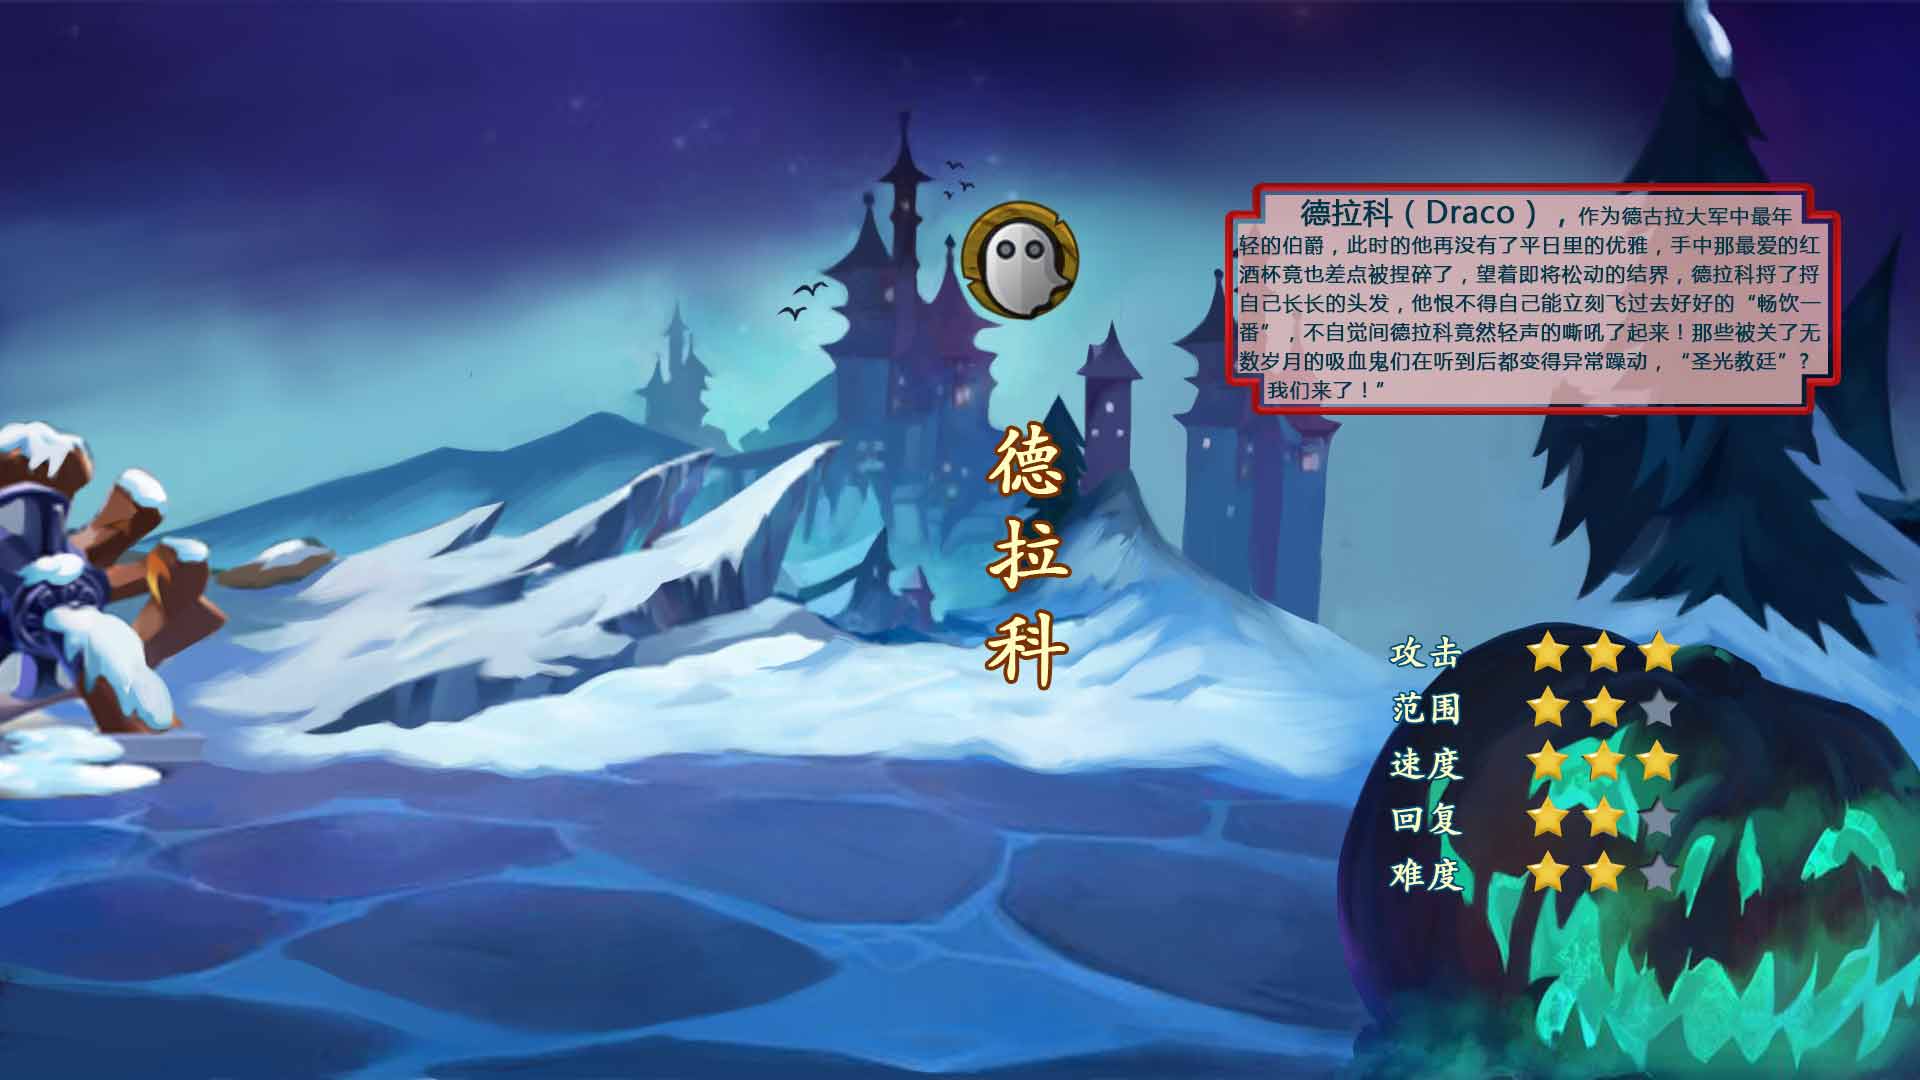 德拉科（Draco），作为德古拉大军中最年
轻的伯爵，此时的他再没有了平日里的优雅，手中那最爱的红
酒杯竟也差点被捏碎了，望着即将松动的结界，德拉科捋了捋
自己长长的头发，他恨不得自己能立刻飞过去好好的“畅饮一
番”，不自觉间德拉科竟然轻声的嘶吼了起来！那些被关了无
数岁月的吸血鬼们在听到后都变得异常躁动，“圣光教廷”？
我们来了！”
德拉科
攻击
范围
速度
回复
难度